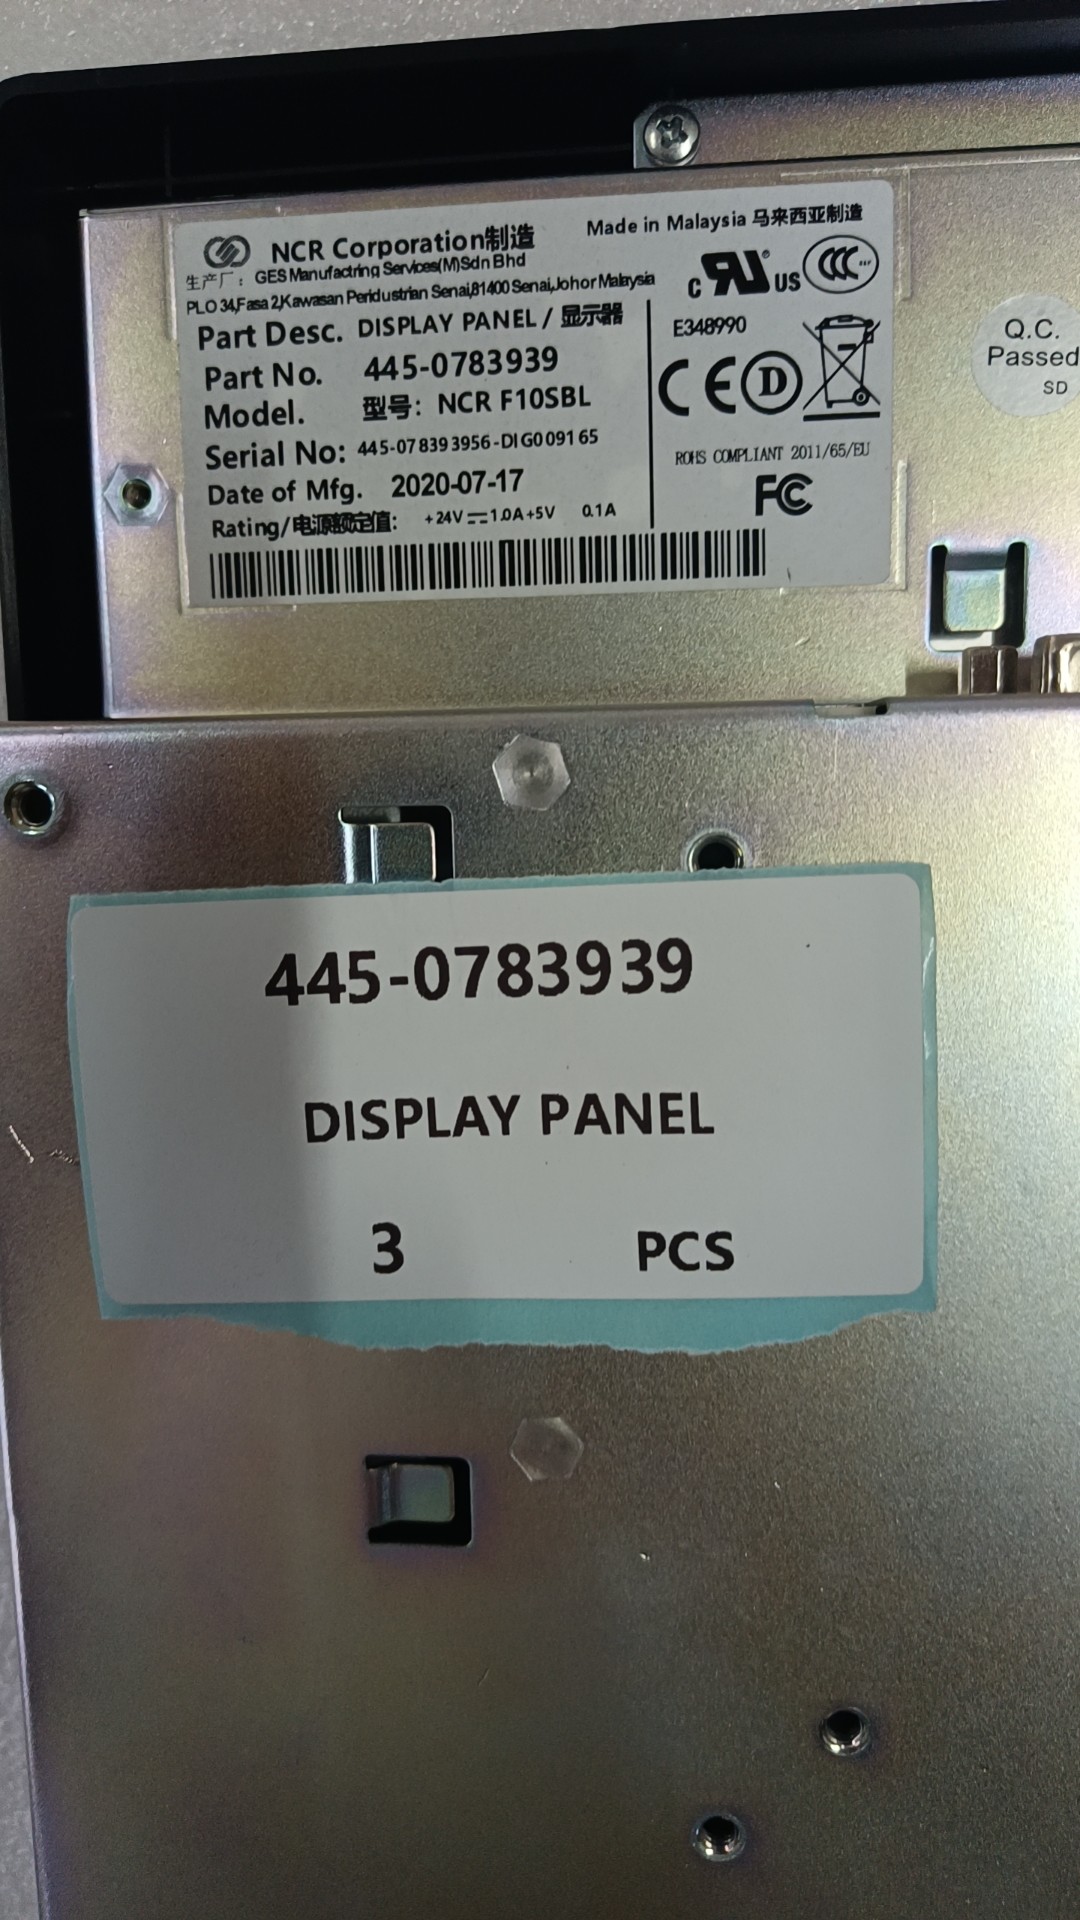 NCR Corporation制造
Made in Malaysia 马来西亚制造
生产厂: GES Manufactring Services(M)Sdn Bhd
PLO 34,Fasa 2,Kawasan Peridustrian Senai,81400 Senai,Johor Malaysia
Part Desc. DISPLAY PANEL / 显示器
Part No. 445-0783939
Model. 型号: NCR F10SBL
Serial No: 445-078393956-DIG009165
Date of Mfg. 2020-07-17
Rating/电源额定值: +24V⎓1.0A+5V 0.1A
c RU US CCC
E348990
CE D
ROHS COMPLIANT 2011/65/EU
FC
Q.C.
Passed
SD
445-0783939
DISPLAY PANEL
3 PCS